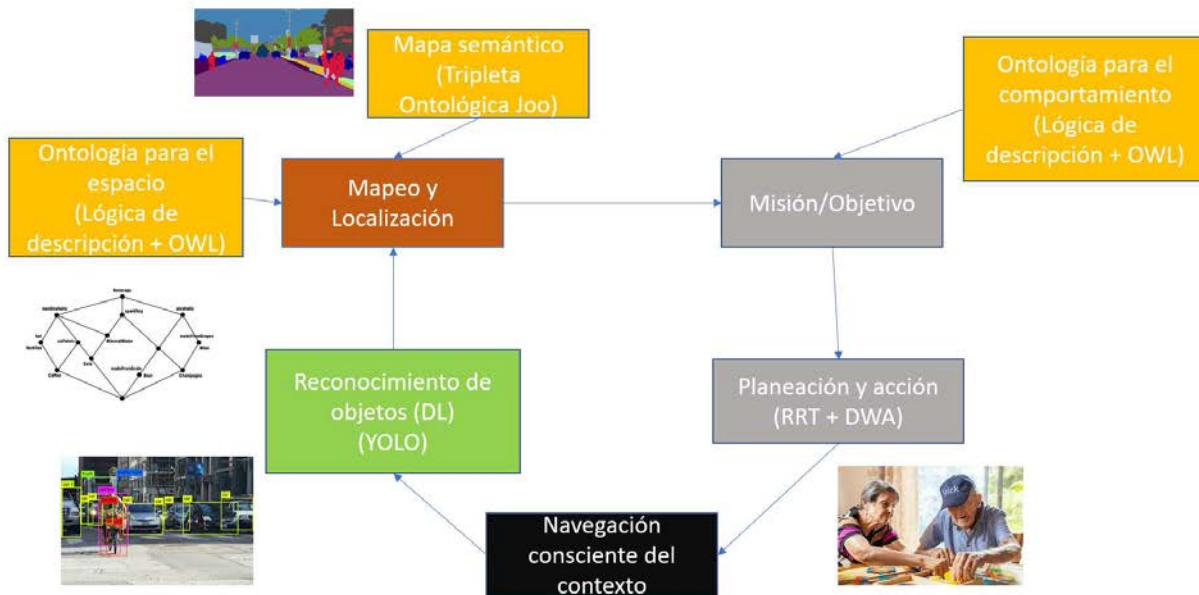 Mapa semántico
(Tripleta
Ontológica Joo)
Ontología para el
comportamiento
(Lógica de
descripción + OWL)
Ontología para el
espacio
(Lógica de
descripción + OWL)
Mapeo y
Localización
Misión/Objetivo
Reconocimiento de
objetos (DL)
(YOLO)
Planeación y acción
(RRT + DWA)
Navegación
consciente del
contexto